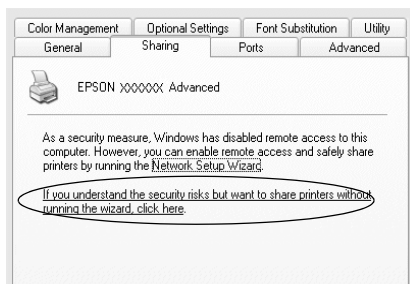 Color Management Optional Settings Font Substitution Utility
General Sharing Ports Advanced
EPSON XXXXXX Advanced
As a security measure, Windows has disabled remote access to this
computer. However, you can enable remote access and safely share
printers by running the Network Setup Wizard.
If you understand the security risks but want to share printers without
running the wizard, click here.